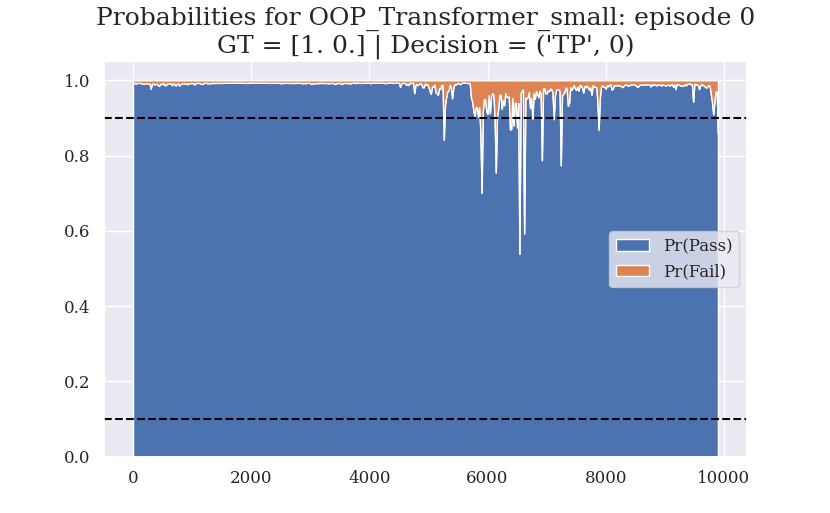 Probabilities for OOP_Transformer_small: episode 0
GT = [1. 0.] | Decision = ('TP', 0)
1.0
0.8
0.6
Pr(Pass)
Pr(Fail)
0.4
0.2
0.0
0 2000 4000 6000 8000 10000